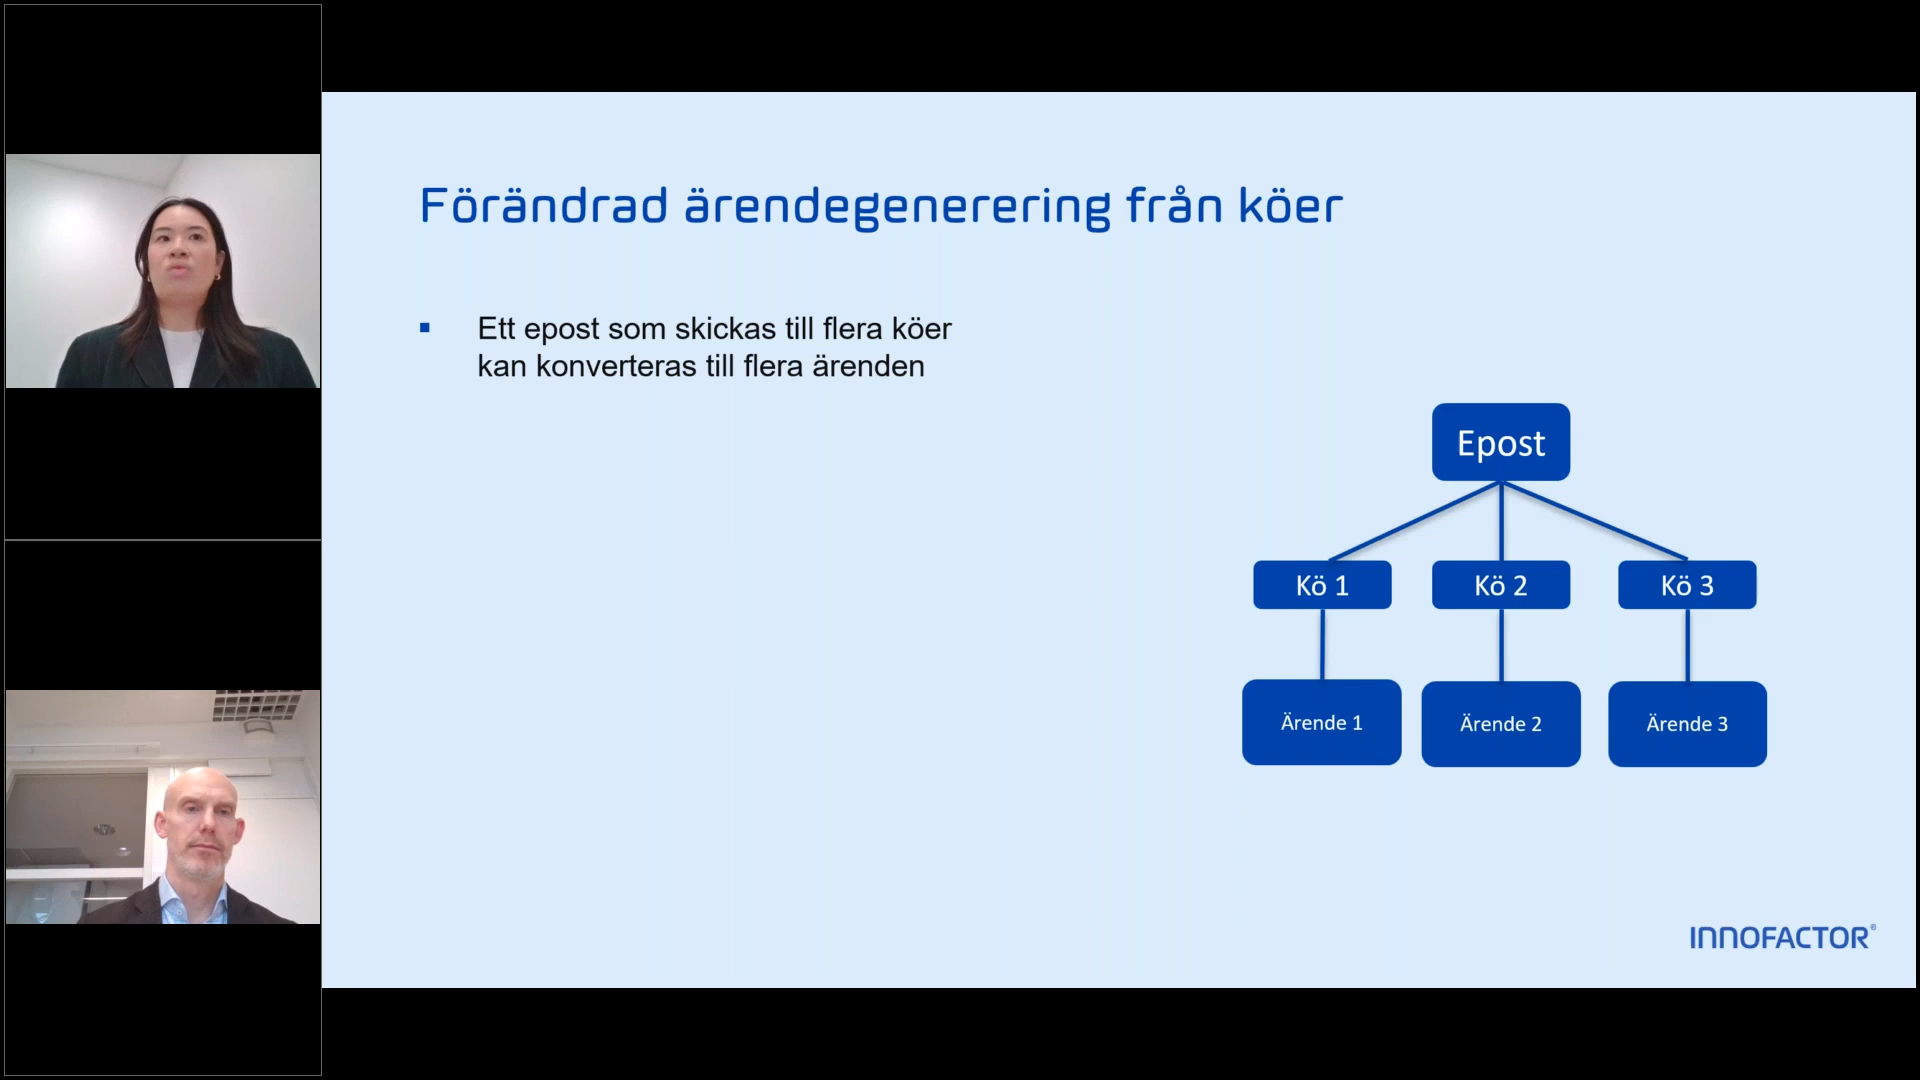 Förändrad ärendegenerering från köer
Ett epost som skickas till flera köer
kan konverteras till flera ärenden
Epost
Kö 1
Kö 2
Kö 3
Ärende 1
Ärende 2
Ärende 3
INNOFACTOR®